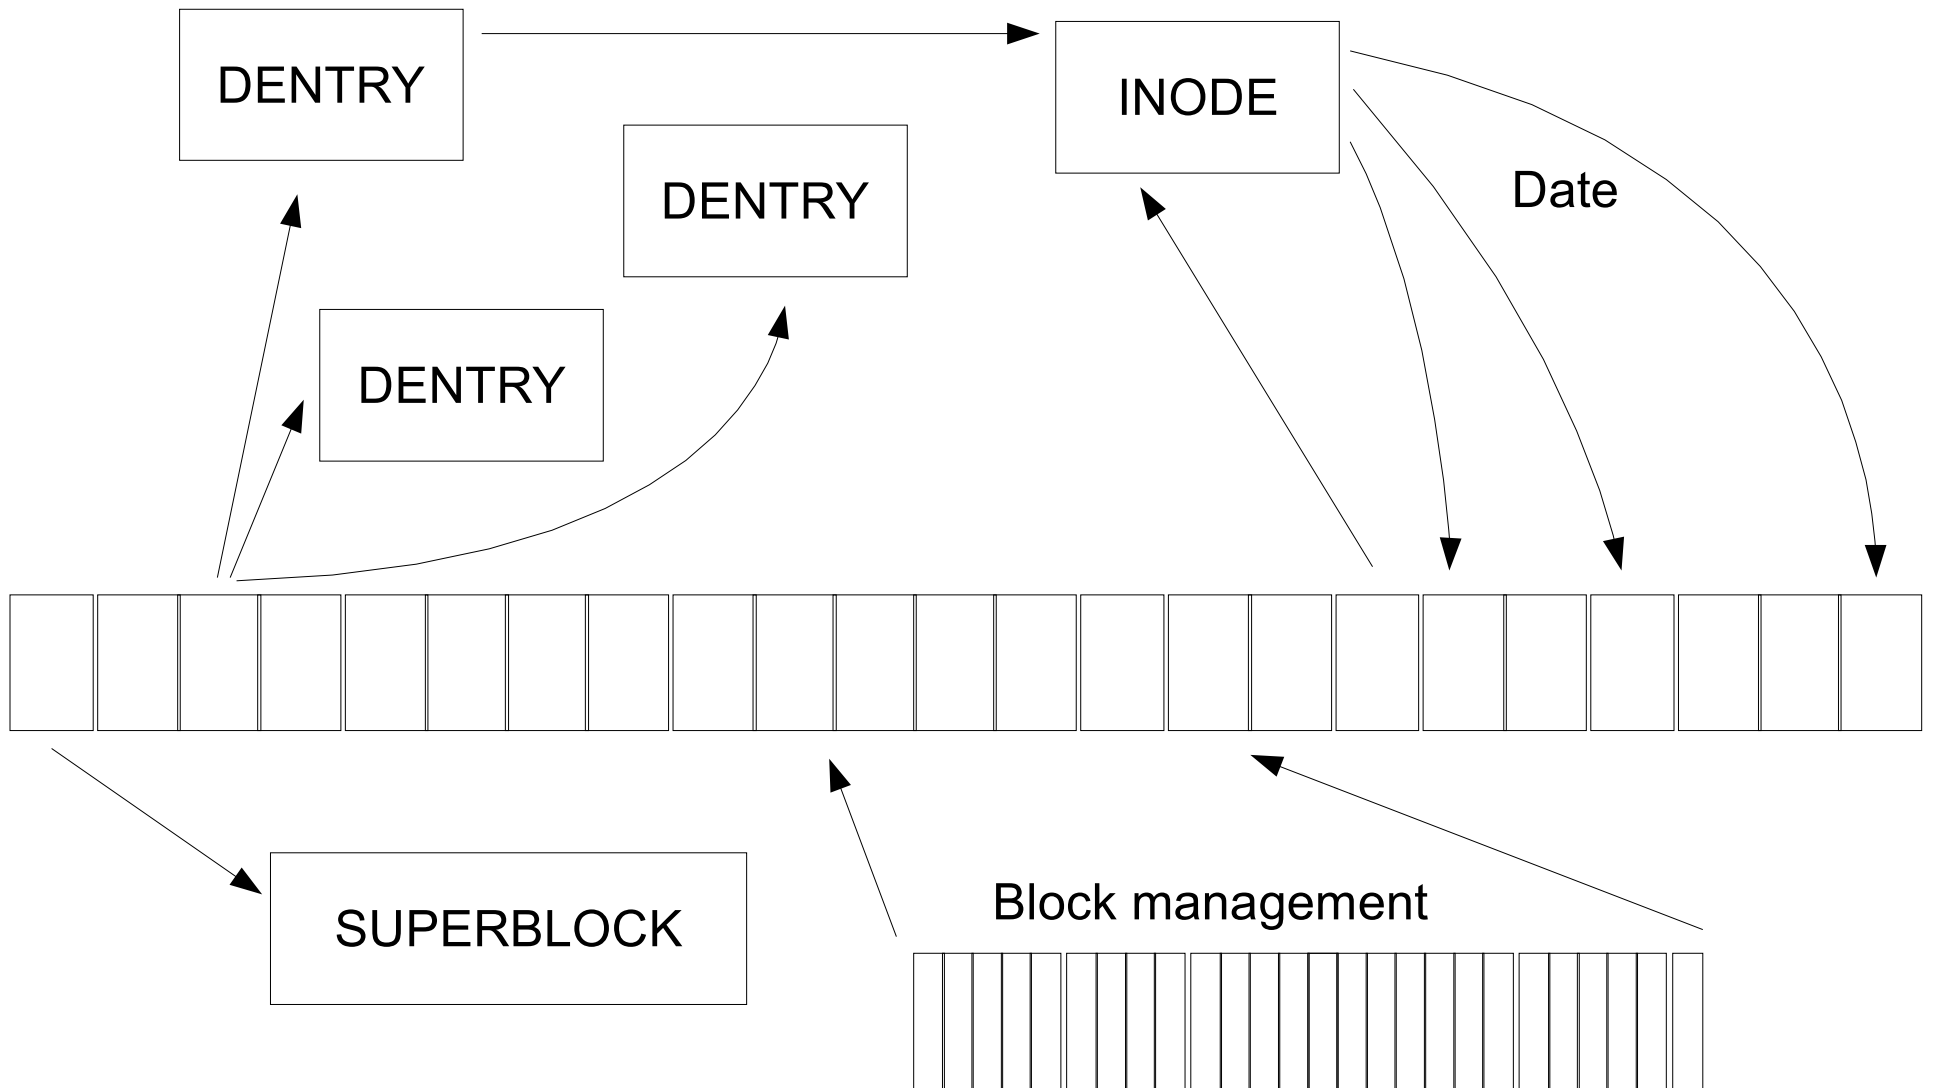 DENTRY
INODE
DENTRY
Date
DENTRY
SUPERBLOCK
Block management